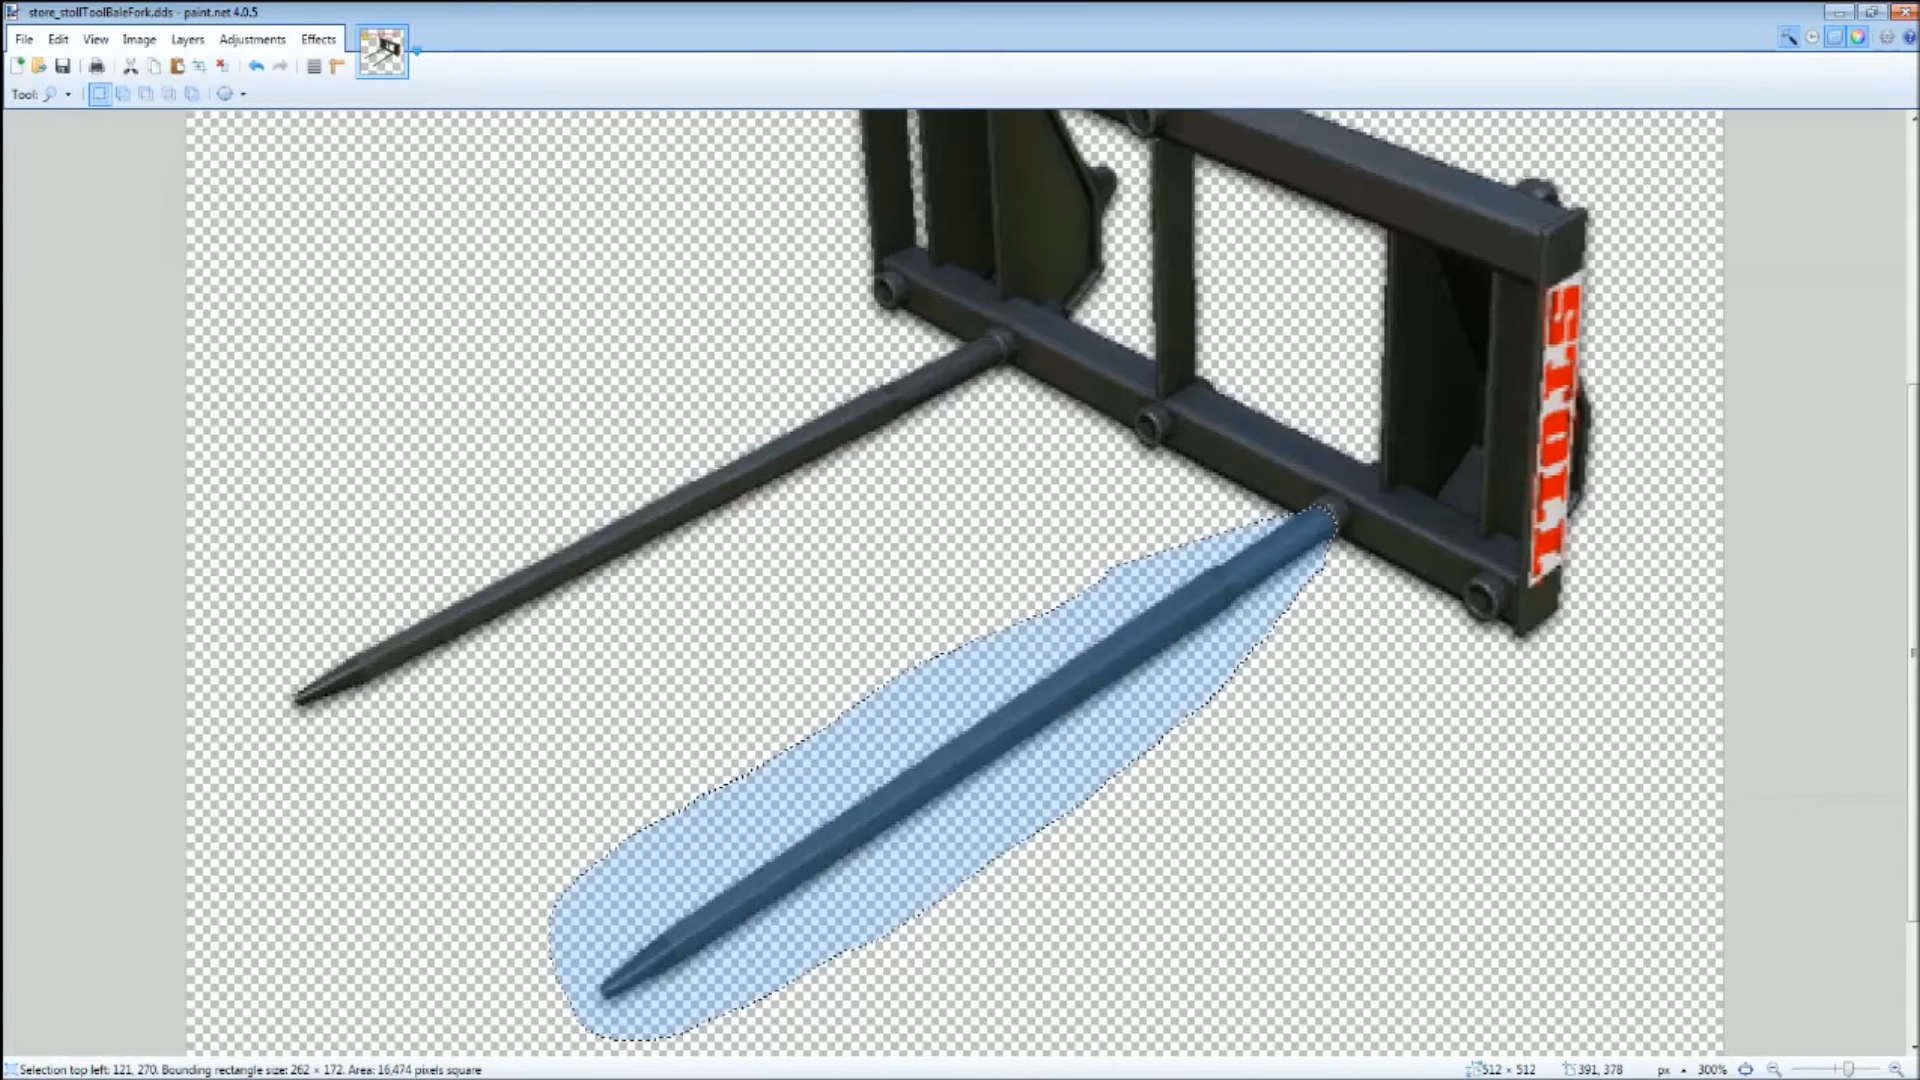 store_stollToolBaleFork.dds - paint.net 4.0.5
File Edit View Image Layers Adjustments Effects
Tool:
STOLL
Selection top left: 121, 270. Bounding rectangle size: 262 × 172. Area: 16,474 pixels square
512 × 512
391, 378
px
300%